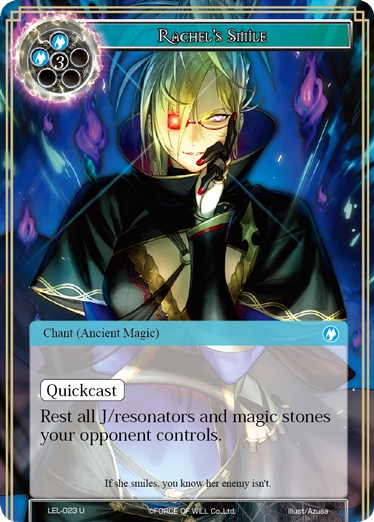 Rachel's Smile
3
Chant (Ancient Magic)
Quickcast
Rest all J/resonators and magic stones
your opponent controls.
If she smiles, you know her enemy isn't.
LEL-023 U ©FORCE OF WILL Co.,Ltd. Illust/Azusa